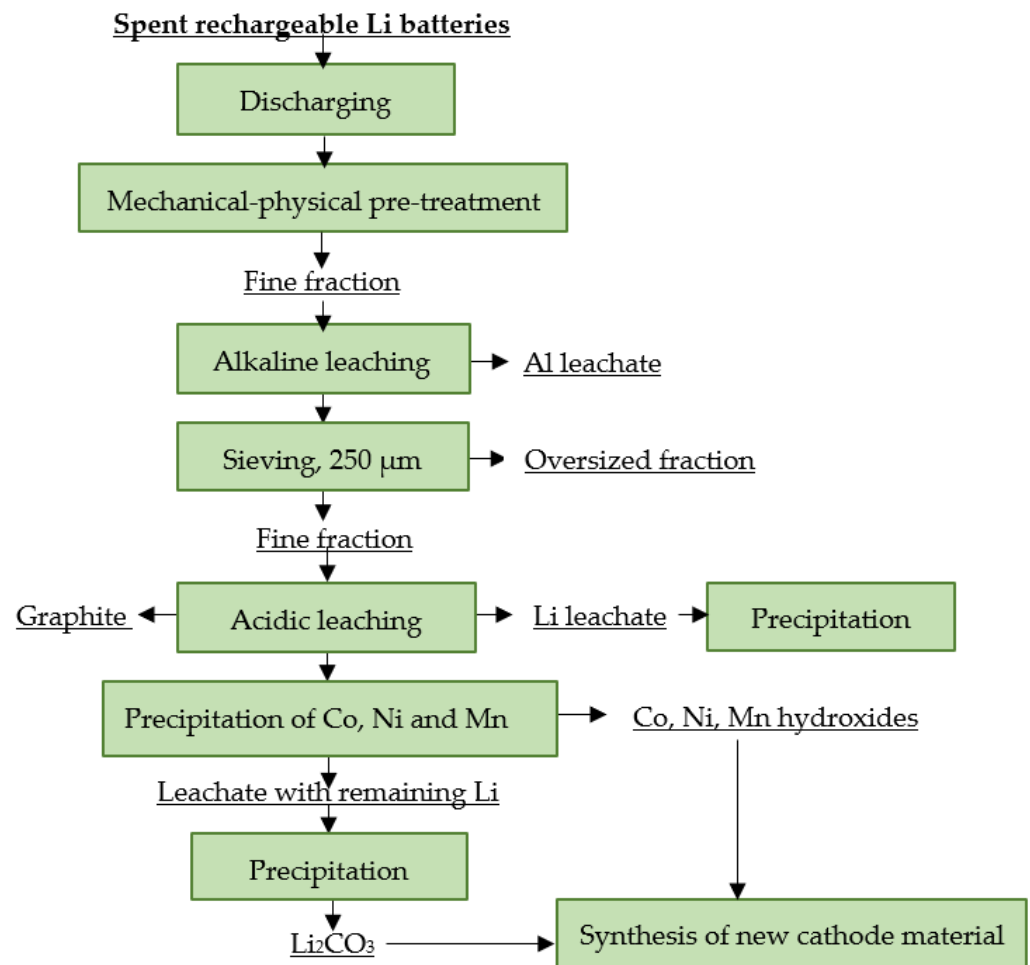 Spent rechargeable Li batteries
Discharging
Mechanical-physical pre-treatment
Fine fraction
Alkaline leaching
Al leachate
Sieving, 250 µm
Oversized fraction
Fine fraction
Graphite
Acidic leaching
Li leachate
Precipitation
Precipitation of Co, Ni and Mn
Co, Ni, Mn hydroxides
Leachate with remaining Li
Precipitation
Li₂CO₃
Synthesis of new cathode material